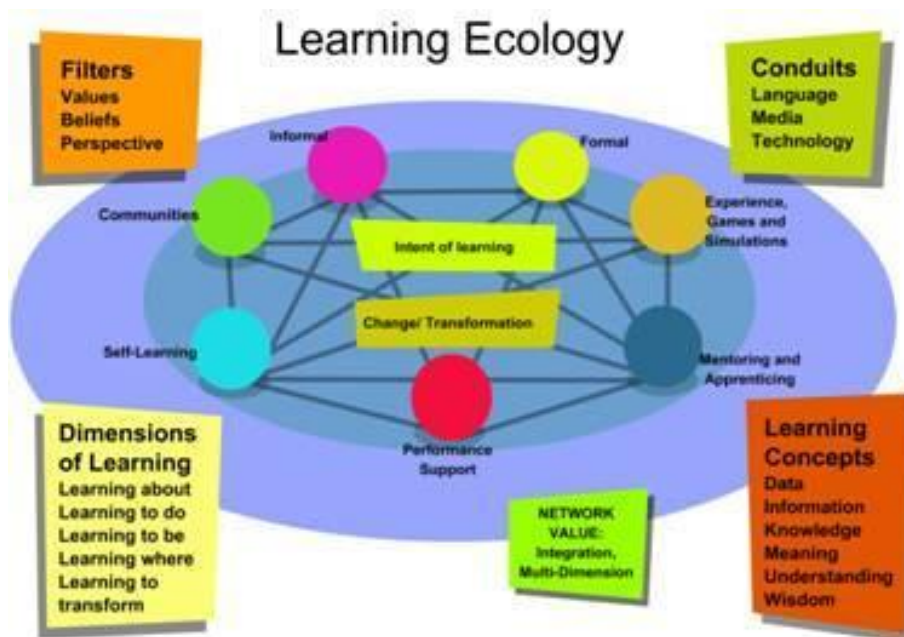 Learning Ecology
Filters
Values
Beliefs
Perspective
Conduits
Language
Media
Technology
Informal
Formal
Communities
Experience,
Games and
Simulations
Intent of learning
Change/ Transformation
Self-Learning
Mentoring and
Apprenticing
Performance
Support
Dimensions
of Learning
Learning about
Learning to do
Learning to be
Learning where
Learning to
transform
NETWORK
VALUE:
Integration,
Multi-Dimension
Learning
Concepts
Data
Information
Knowledge
Meaning
Understanding
Wisdom